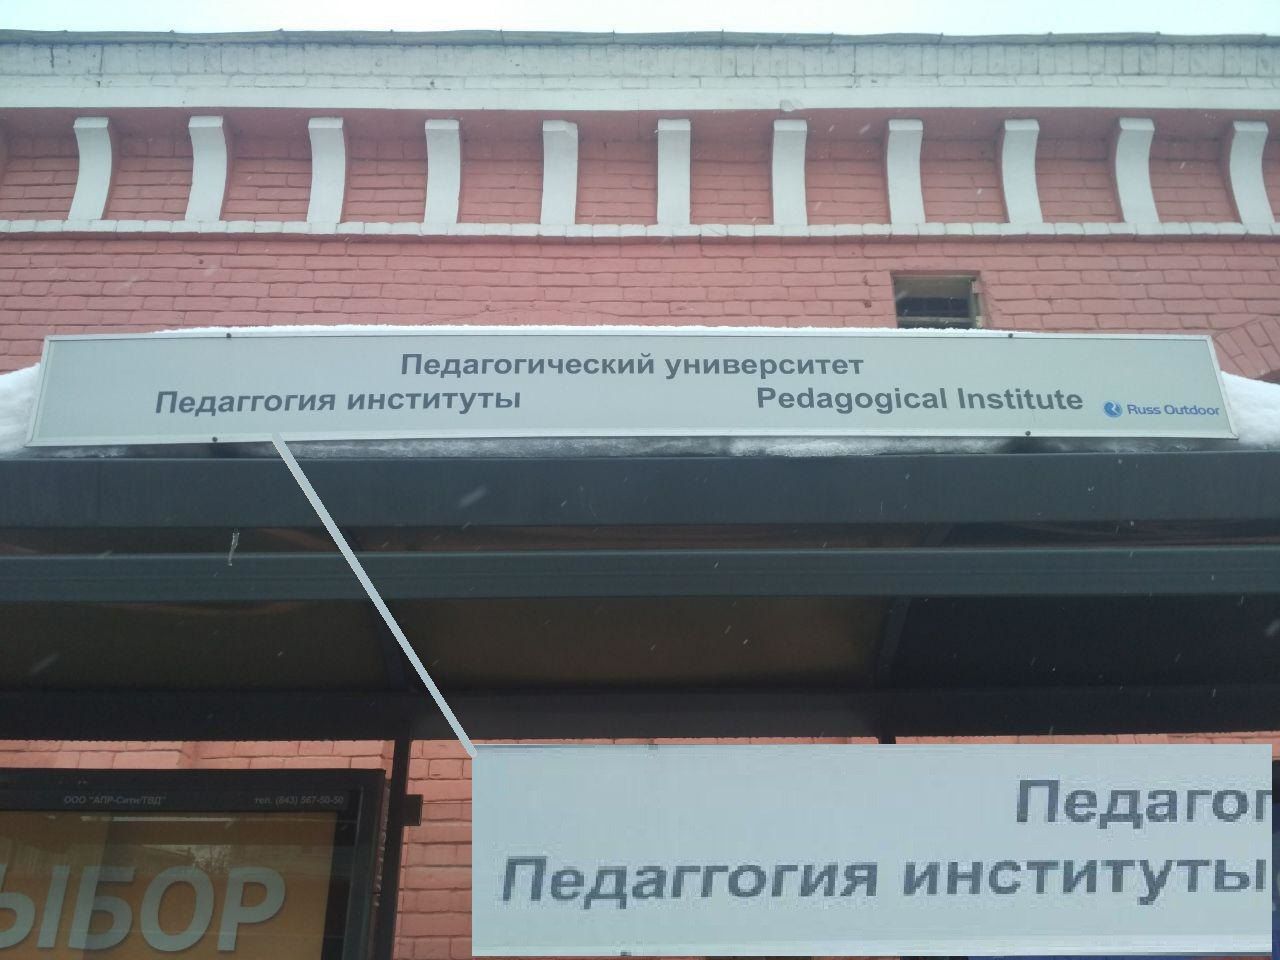 Педагогический университет
Педаггогия институты
Pedagogical Institute
Russ Outdoor
ООО "АПР-Сити/ТВД"
тел. (843) 567-50-50
ЫБОР
Педагог
Педаггогия институты